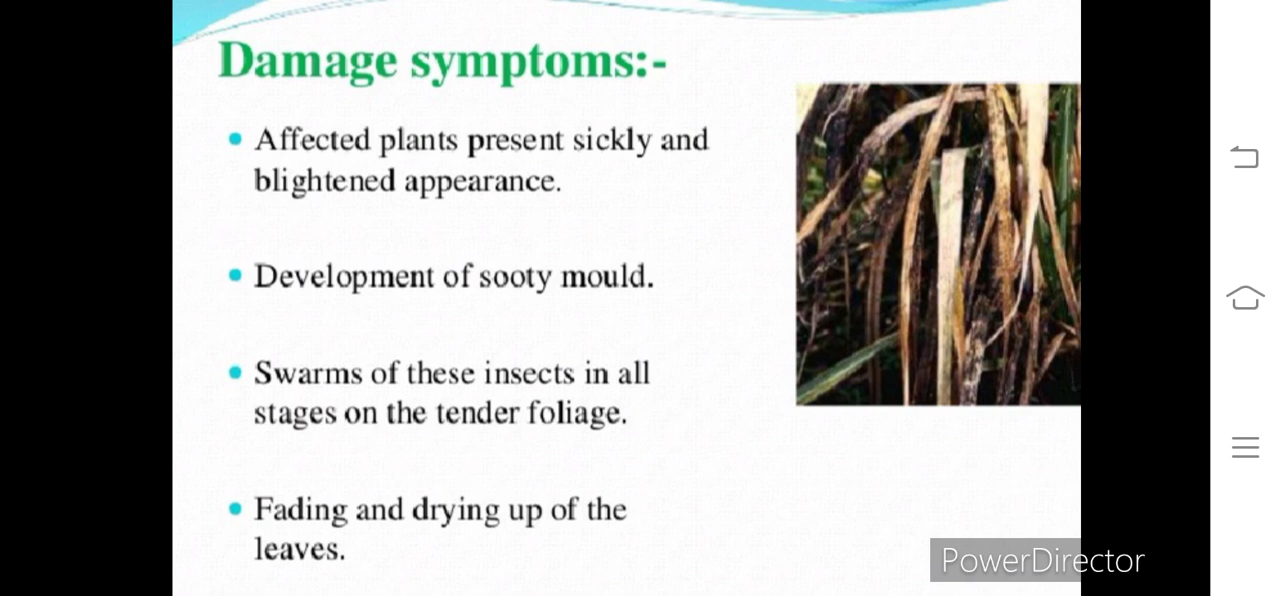 Damage symptoms:-
• Affected plants present sickly and
blightened appearance.
• Development of sooty mould.
• Swarms of these insects in all
stages on the tender foliage.
• Fading and drying up of the
leaves.
PowerDirector